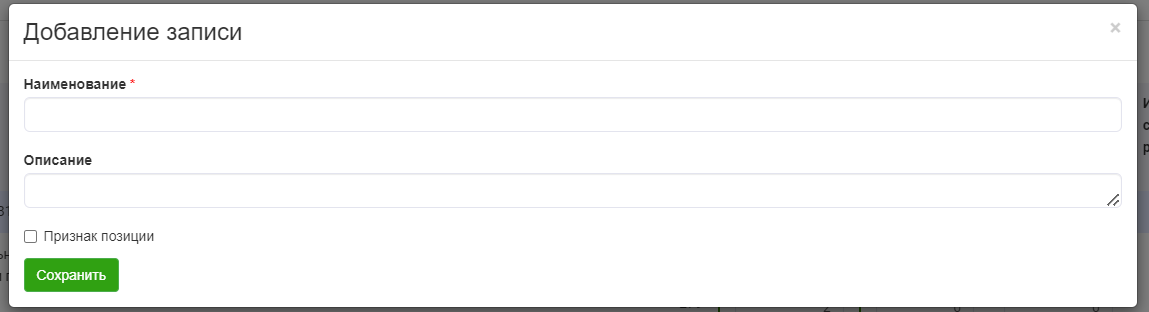 Добавление записи
×
Наименование *
Описание
Признак позиции
Сохранить